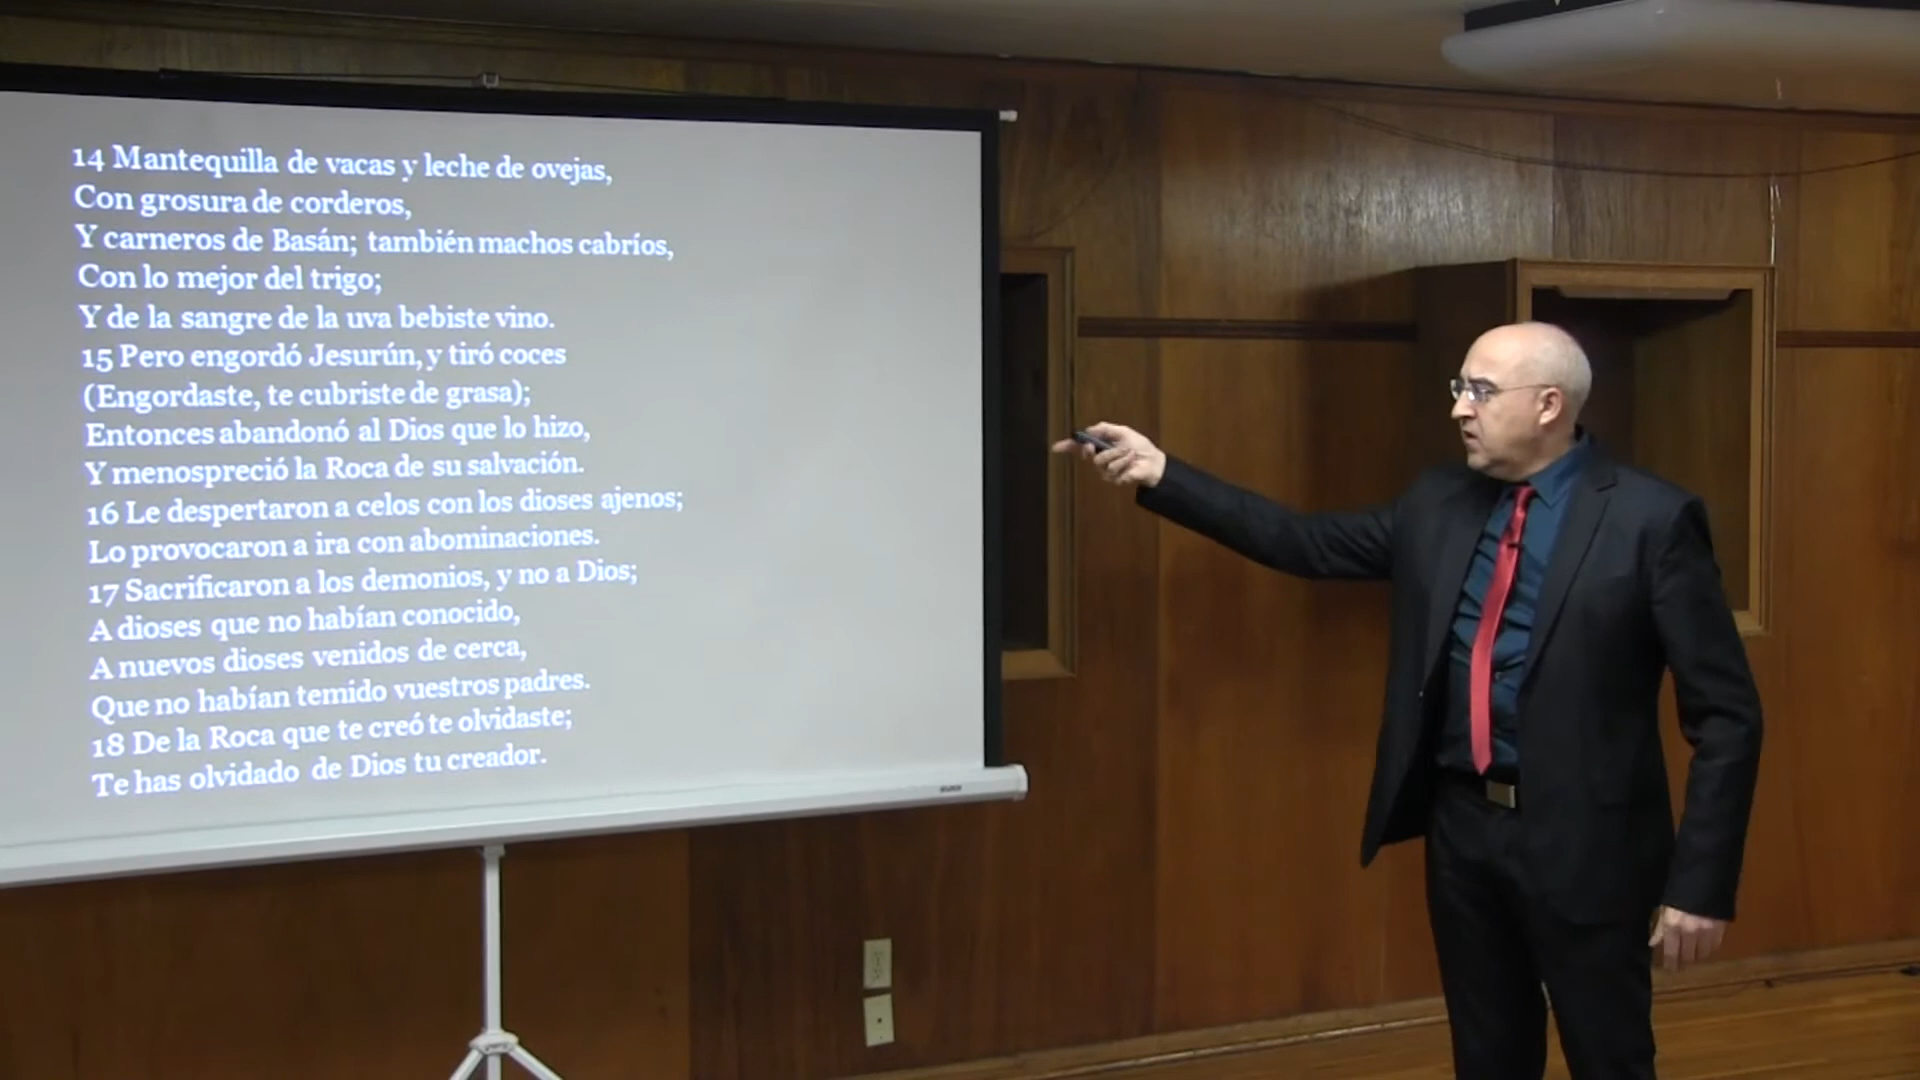 14 Mantequilla de vacas y leche de ovejas,
Con grosura de corderos,
Y carneros de Basán; también machos cabríos,
Con lo mejor del trigo;
Y de la sangre de la uva bebiste vino.
15 Pero engordó Jesurún, y tiró coces
(Engordaste, te cubriste de grasa);
Entonces abandonó al Dios que lo hizo,
Y menospreció la Roca de su salvación.
16 Le despertaron a celos con los dioses ajenos;
Lo provocaron a ira con abominaciones.
17 Sacrificaron a los demonios, y no a Dios;
A dioses que no habían conocido,
A nuevos dioses venidos de cerca,
Que no habían temido vuestros padres.
18 De la Roca que te creó te olvidaste;
Te has olvidado de Dios tu creador.